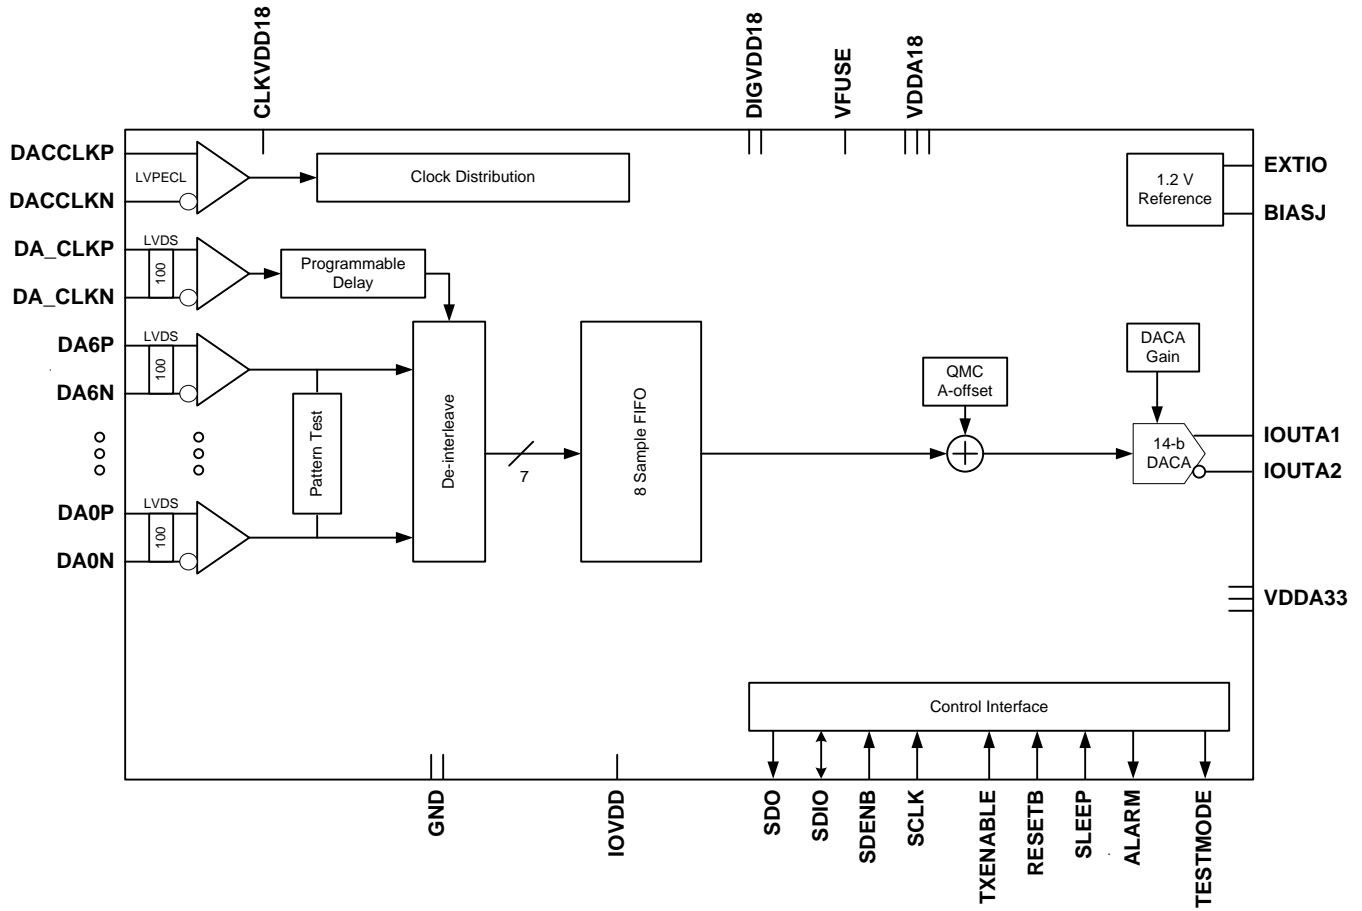 CLKVDD18
DIGVDD18
VFUSE
VDDA18
DACCLKP
LVPECL
DACCLKN
Clock Distribution
1.2 V
Reference
EXTIO
BIASJ
DA_CLKP
LVDS
100
DA_CLKN
Programmable
Delay
DA6P
LVDS
100
DA6N
Pattern Test
De-interleave
7
8 Sample FIFO
QMC
A-offset
DACA
Gain
14-b
DACA
IOUTA1
IOUTA2
DA0P
LVDS
100
DA0N
VDDA33
Control Interface
GND
IOVDD
SDO
SDIO
SDENB
SCLK
TXENABLE
RESETB
SLEEP
ALARM
TESTMODE